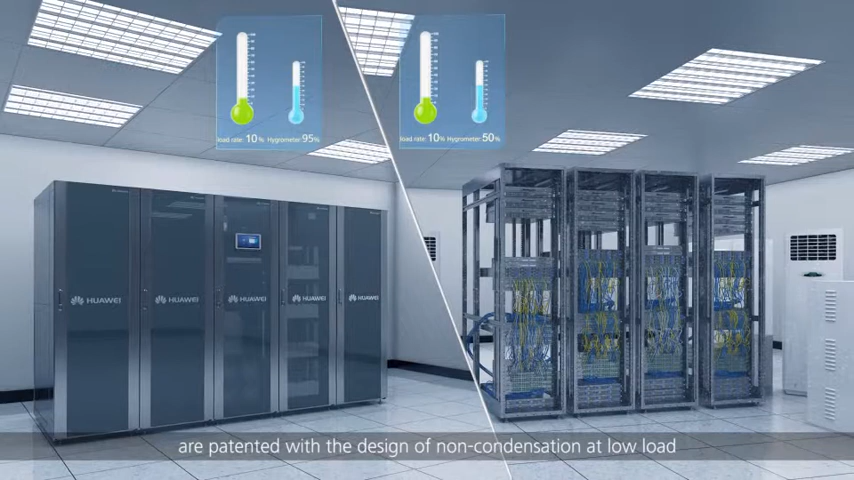 load rate: 10% Hygrometer: 95%
load rate: 10% Hygrometer: 50%
HUAWEI
HUAWEI
HUAWEI
HUAWEI
HUAWEI
are patented with the design of non-condensation at low load